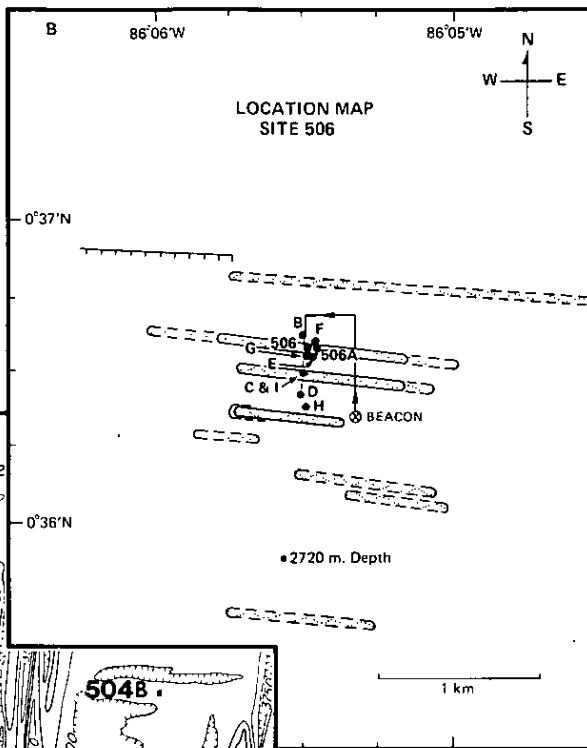 B
86°06'W
86°05'W
N
W E
S
LOCATION MAP
SITE 506
0°37'N
B
F
506
506A
G
E
C & I
D
H
BEACON
0°36'N
2720 m. Depth
504B
1 km